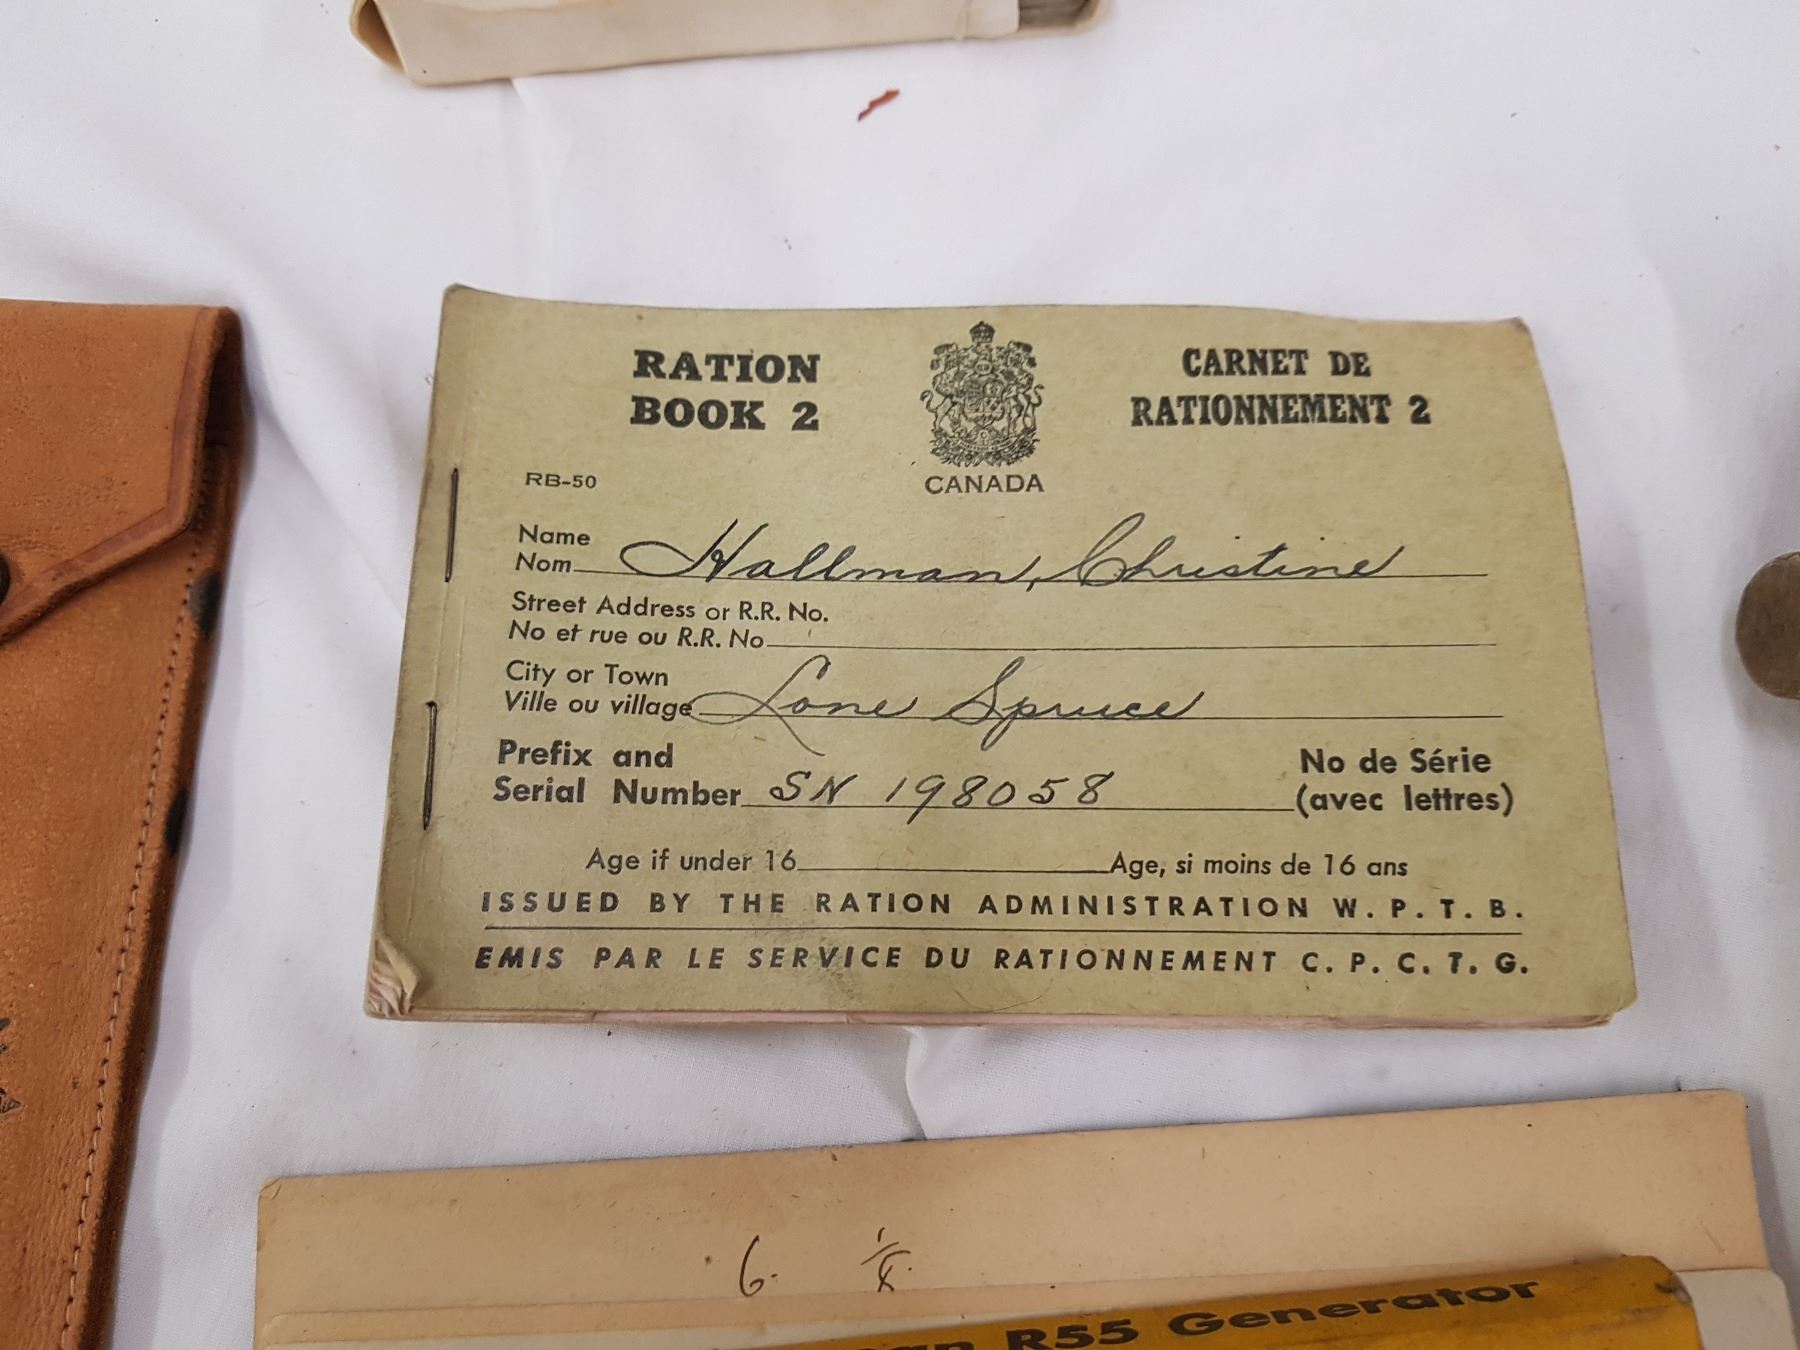 RATION
BOOK 2
CANADA
CARNET DE
RATIONNEMENT 2
RB-50
Name
Nom Hallman, Christine
Street Address or R.R. No.
No et rue ou R.R. No
City or Town
Ville ou village Lone Spruce
Prefix and
Serial Number SN 198058
No de Série
(avec lettres)
Age if under 16 Age, si moins de 16 ans
ISSUED BY THE RATION ADMINISTRATION W. P. T. B.
EMIS PAR LE SERVICE DU RATIONNEMENT C. P. C. T. G.
6
R55 Generator